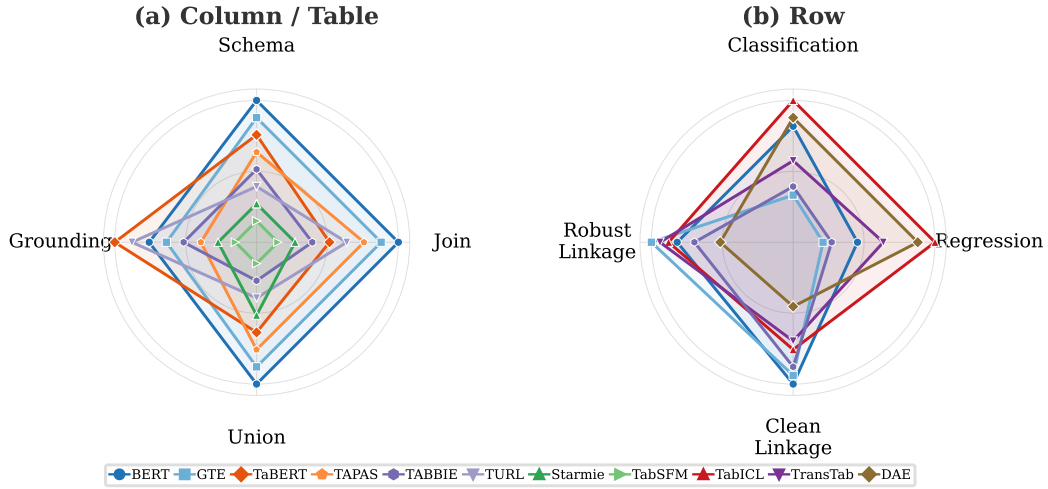 (a) Column / Table
Schema
Grounding
Join
Union
(b) Row
Classification
Robust
Linkage
Regression
Clean
Linkage
BERT GTE TaBERT TAPAS TABBIE TURL Starmie TabSFM TabICL TransTab DAE